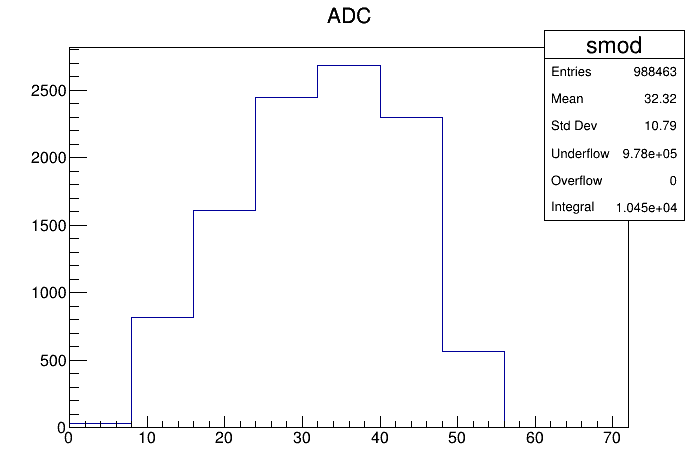 ADC
smod
Entries 988463
Mean 32.32
Std Dev 10.79
Underflow 9.78e+05
Overflow 0
Integral 1.045e+04
2500
2000
1500
1000
500
0
0 10 20 30 40 50 60 70